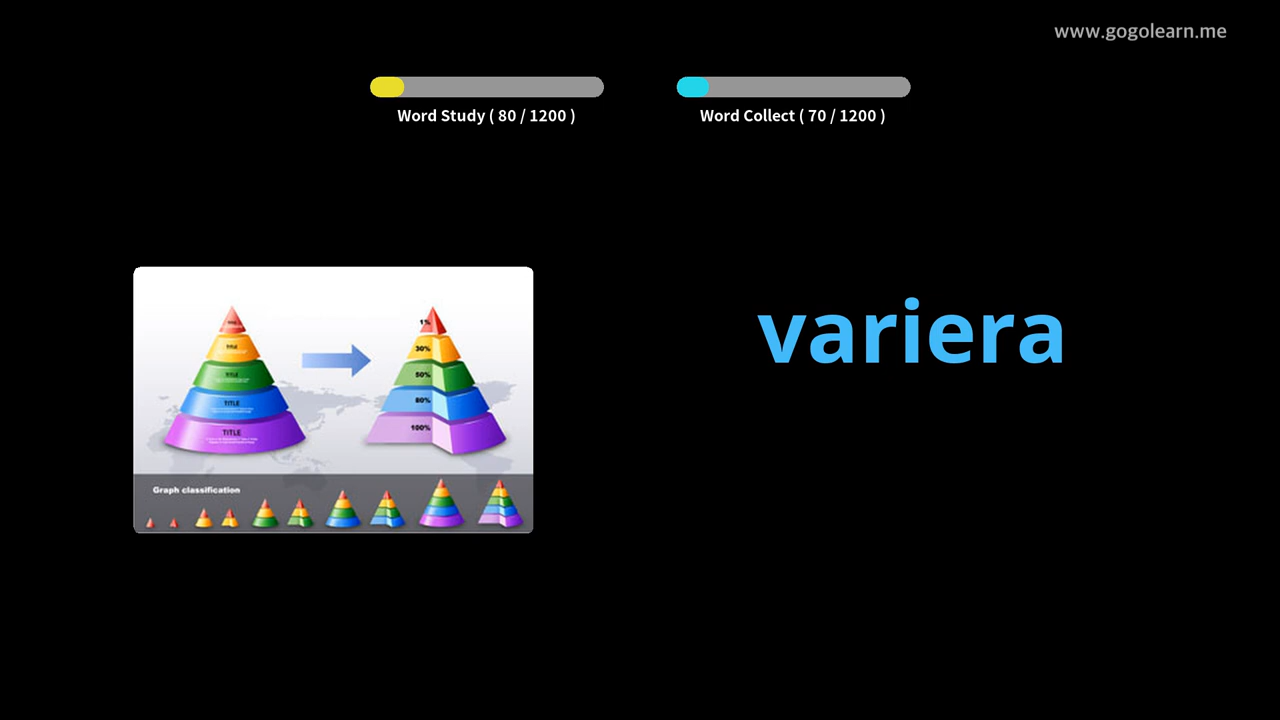 www.gogolearn.me
Word Study ( 80 / 1200 )
Word Collect ( 70 / 1200 )
variera
TITLE
TITLE
TITLE
TITLE
1%
30%
50%
80%
100%
Graph classification